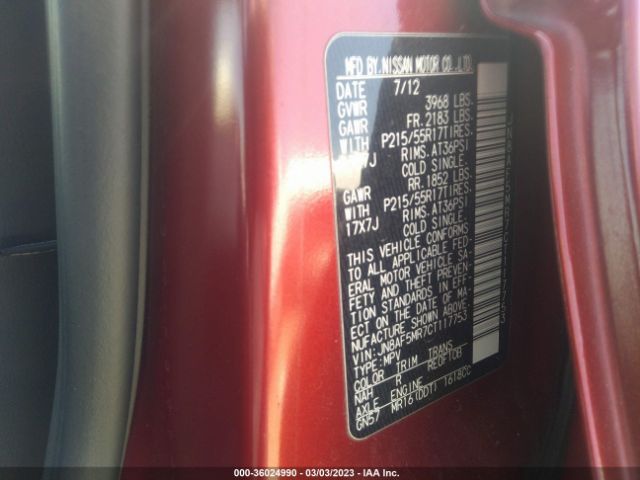 MFD BY NISSAN MOTOR CO.,LTD.
DATE 7/12
GVWR 3968 LBS.
GAWR FR. 2183 LBS.
WITH P215/55R17TIRES.
7J RIMS. AT36PSI
COLD SINGLE.
GAWR RR. 1852 LBS.
WITH P215/55R17TIRES.
17X7J RIMS. AT36PSI
COLD SINGLE.
THIS VEHICLE CONFORMS
TO ALL APPLICABLE FED-
ERAL MOTOR VEHICLE SA-
FETY AND THEFT PREVEN-
TION STANDARDS IN EFF-
ECT ON THE DATE OF MA-
NUFACTURE SHOWN ABOVE.
VIN:JN8AF5MR7CT117753
TYPE:MPV
COLOR TRIM TRANS
NAH R RE0F10B
AXLE ENGINE
GN57 MR16(DDT) 1618CC
000-36024990 — 03/03/2023 — IAA Inc.